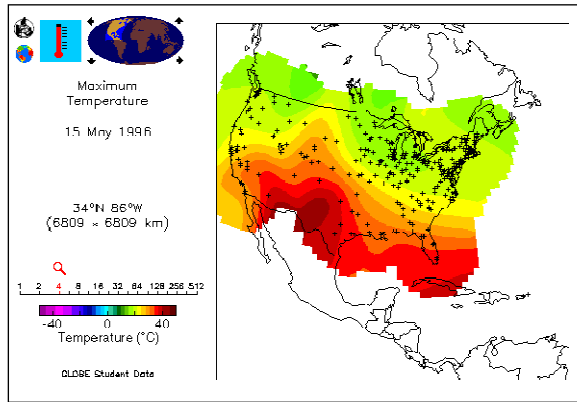 Maximum
Temperature
15 May 1996
34°N 86°W
(6809 × 6809 km)
1 2 4 8 16 32 64 128 256 512
-40 0 40
Temperature (°C)
GLOBE Student Data